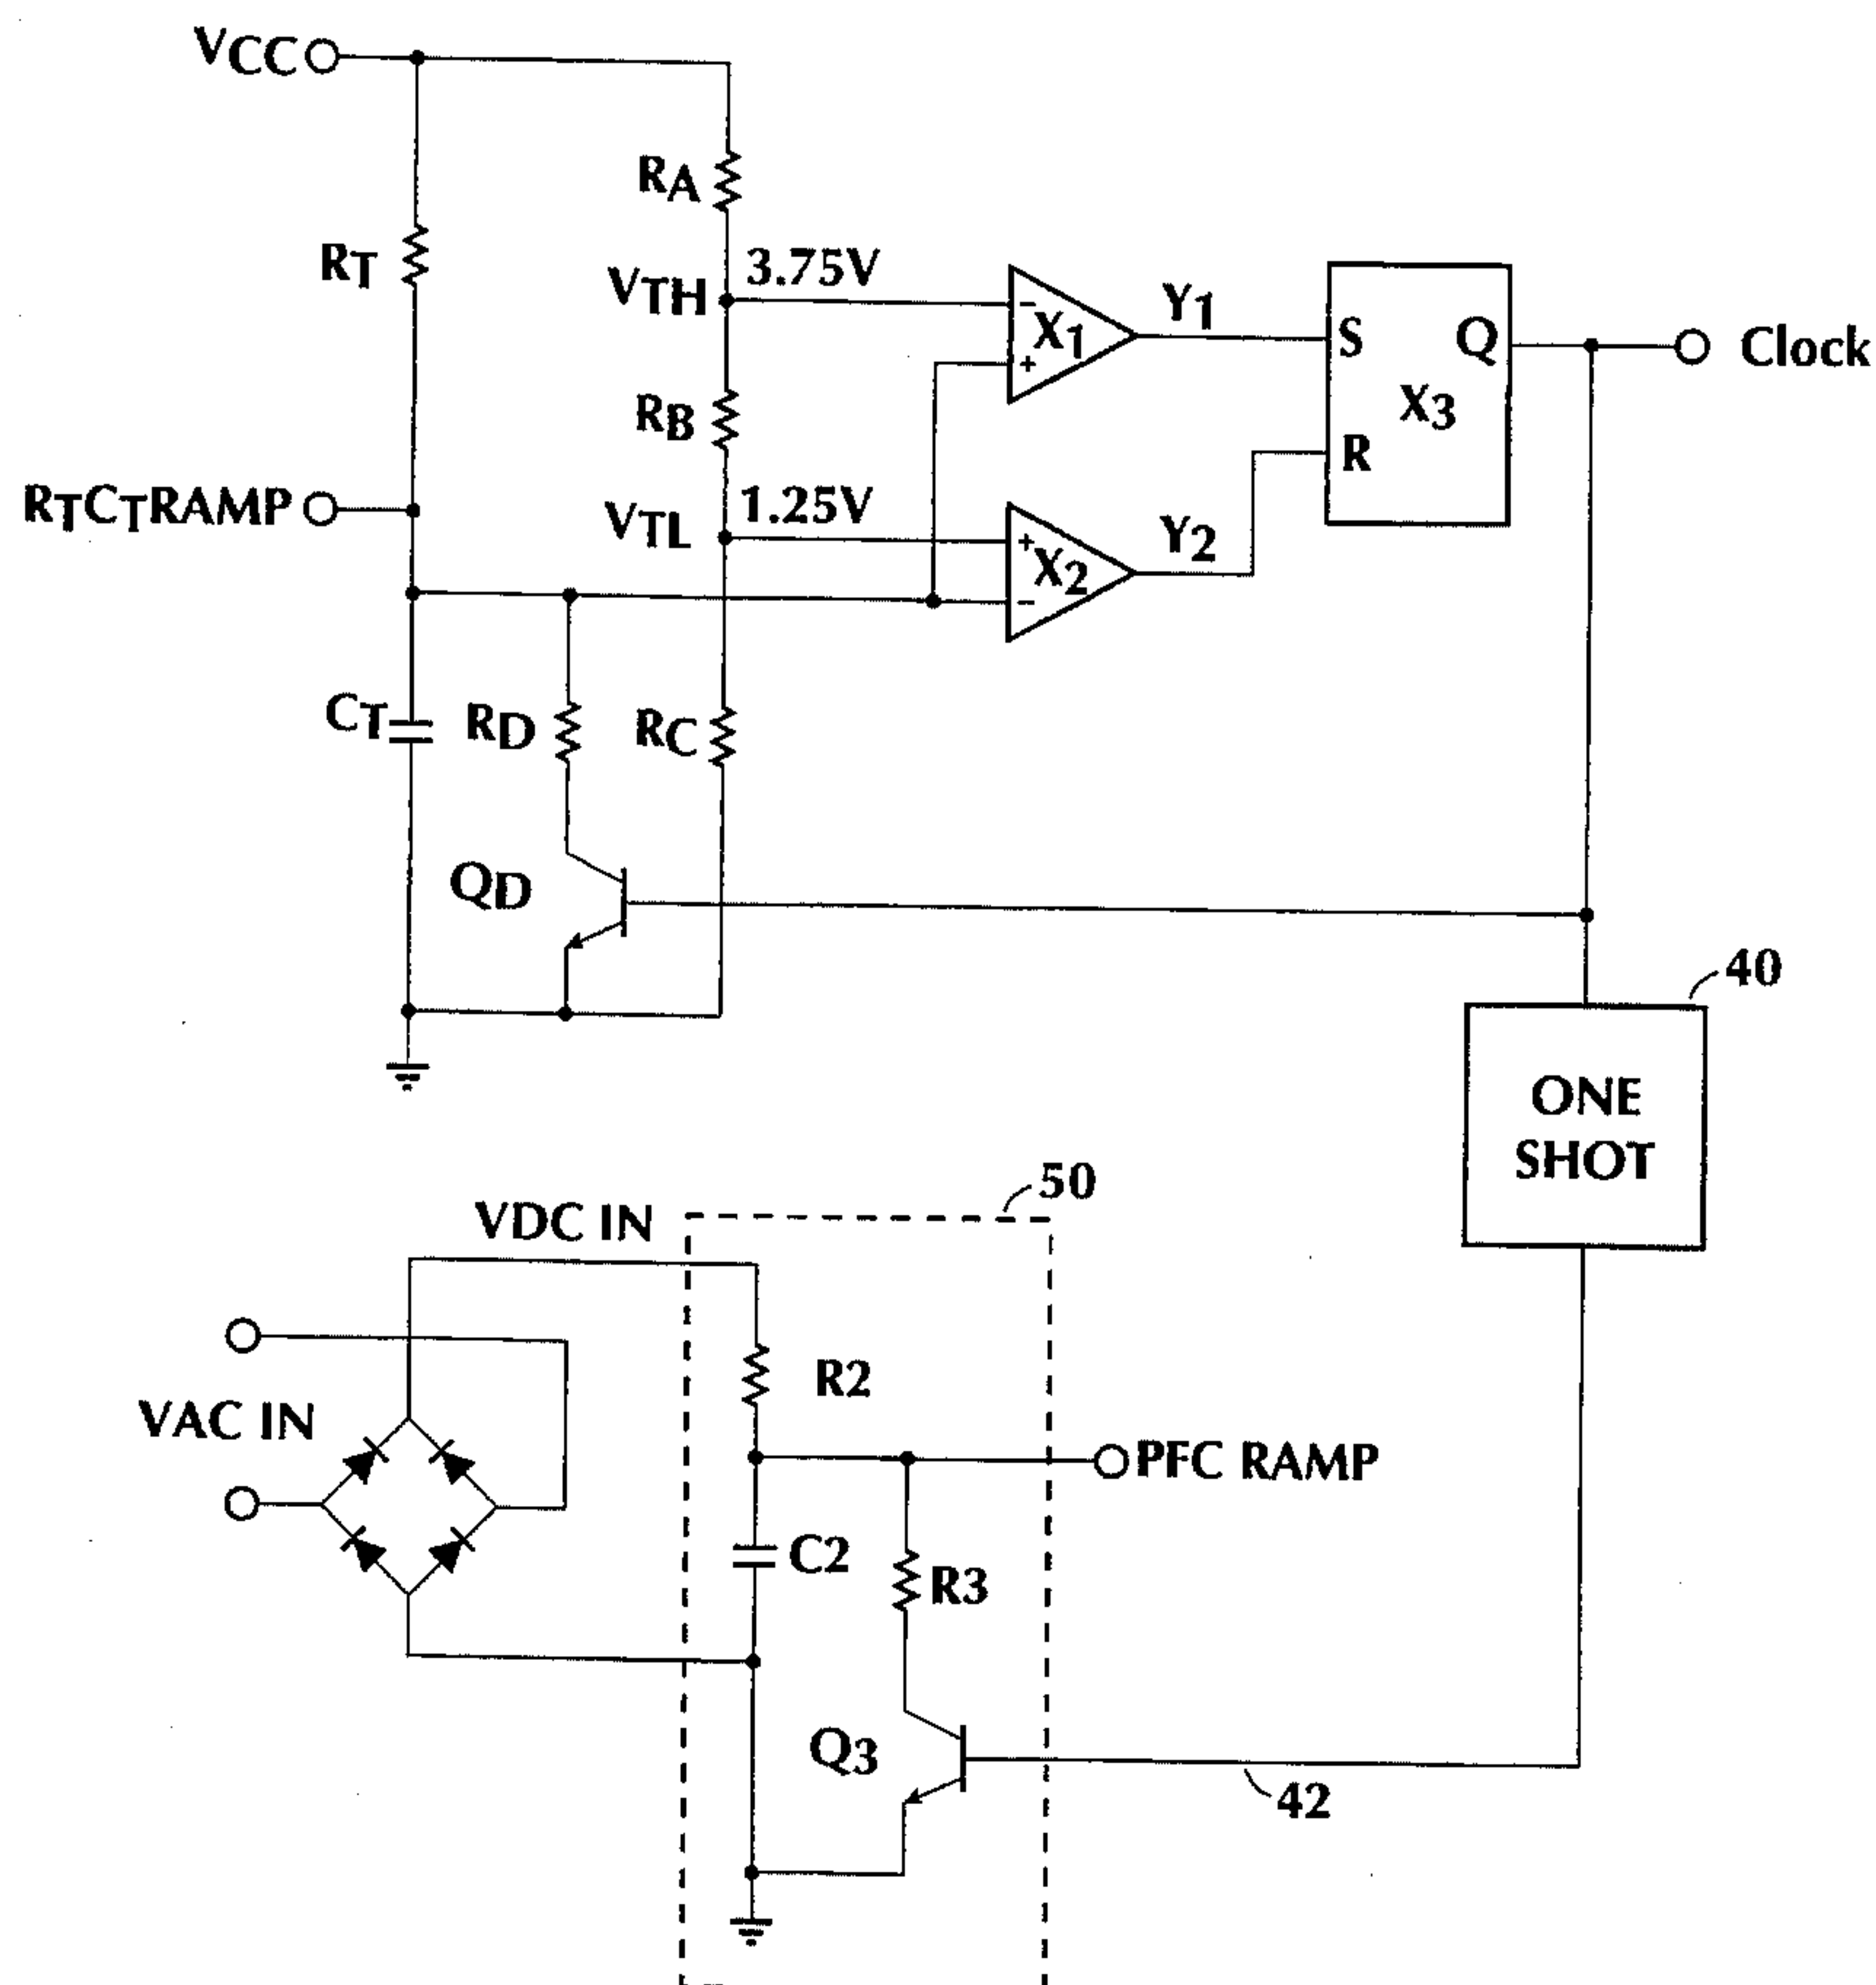 VCC
RA
RT
VTH 3.75V
- X1 +
Y1
S Q
X3
R
Clock
RB
RTCTRAMP
VTL 1.25V
+ X2 -
Y2
CT
RD
RC
QD
40
ONE
SHOT
50
VDC IN
R2
VAC IN
PFC RAMP
C2
R3
Q3
42